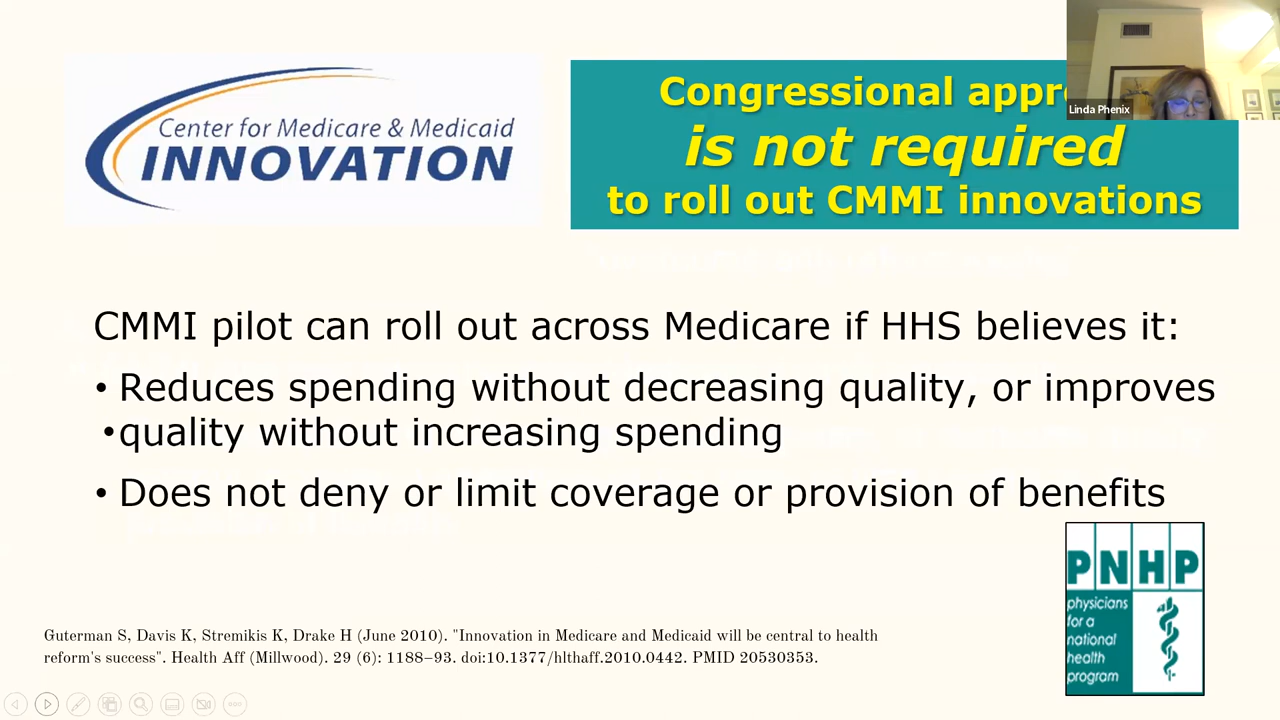 Center for Medicare & Medicaid
INNOVATION
Congressional
is not required
to roll out CMMI innovations
Linda Phenix
CMMI pilot can roll out across Medicare if HHS believes it:
• Reduces spending without decreasing quality, or improves
•quality without increasing spending
• Does not deny or limit coverage or provision of benefits
PNHP
physicians
for a
national
health
program
Guterman S, Davis K, Stremikis K, Drake H (June 2010). "Innovation in Medicare and Medicaid will be central to health
reform's success". Health Aff (Millwood). 29 (6): 1188–93. doi:10.1377/hlthaff.2010.0442. PMID 20530353.